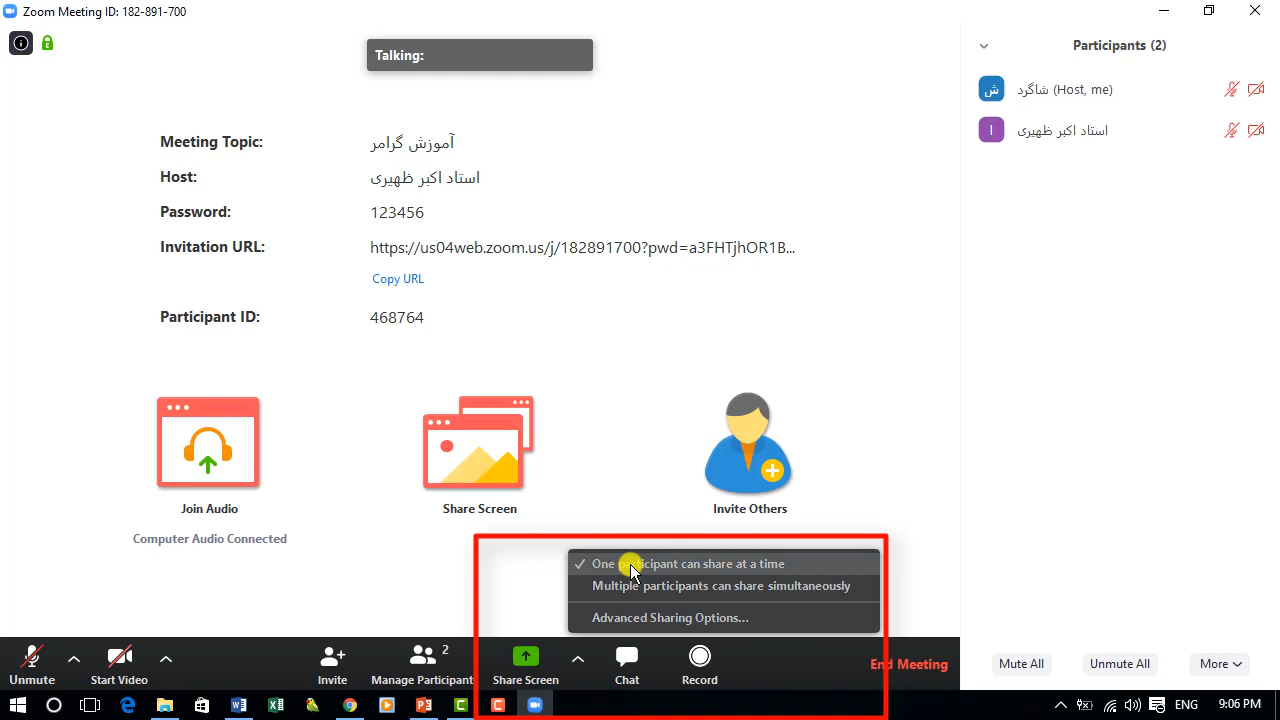 Zoom Meeting ID: 182-891-700
Talking:
Participants (2)
ش شاگرد (Host, me)
ا استاد اکبر ظهیری
Meeting Topic: آموزش گرامر
Host: استاد اکبر ظهیری
Password: 123456
Invitation URL: https://us04web.zoom.us/j/182891700?pwd=a3FHTjhOR1B...
Copy URL
Participant ID: 468764
Join Audio
Share Screen
Invite Others
Computer Audio Connected
✓ One participant can share at a time
Multiple participants can share simultaneously
Advanced Sharing Options...
2
Unmute
Start Video
Invite
Manage Participant
Share Screen
Chat
Record
End Meeting
Mute All
Unmute All
More
ENG
9:06 PM